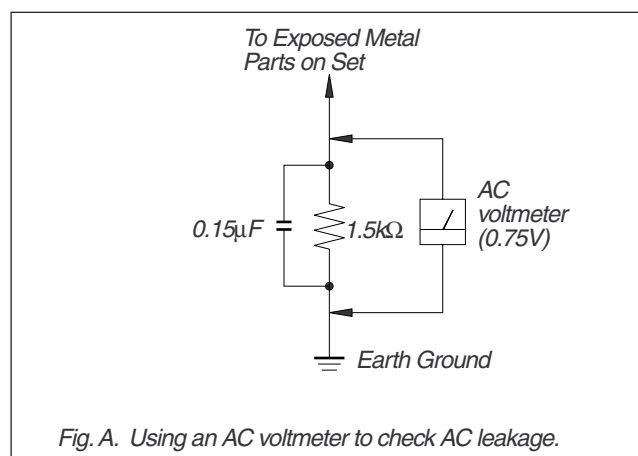 To Exposed Metal
Parts on Set
0.15μF
1.5kΩ
AC
voltmeter
(0.75V)
Earth Ground
Fig. A. Using an AC voltmeter to check AC leakage.